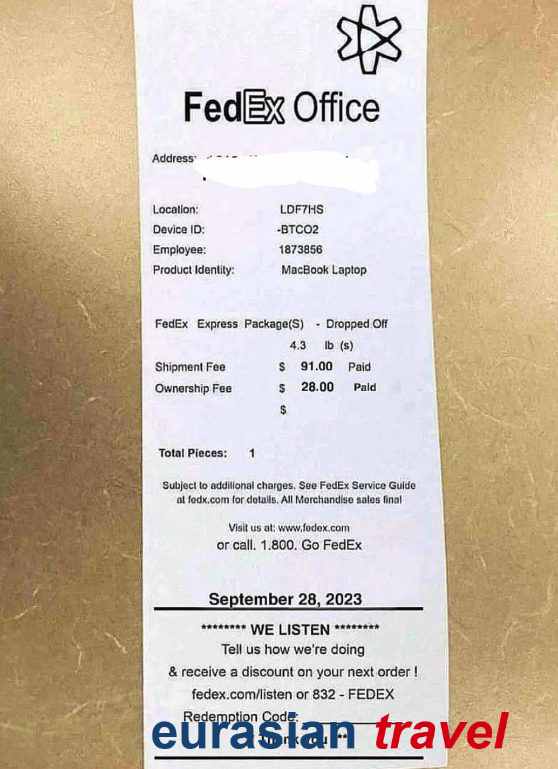 FedEx Office
Address:
Location: LDF7HS
Device ID: -BTCO2
Employee: 1873856
Product Identity: MacBook Laptop
FedEx Express Package(S) - Dropped Off
4.3 lb (s)
Shipment Fee $ 91.00 Paid
Ownership Fee $ 28.00 Paid
$
Total Pieces: 1
Subject to additional charges. See FedEx Service Guide
at fedx.com for details. All Merchandise sales final
Visit us at: www.fedex.com
or call. 1.800. Go FedEx
September 28, 2023
******** WE LISTEN ********
Tell us how we're doing
& receive a discount on your next order !
fedex.com/listen or 832 - FEDEX
Redemption Code:
eurasian travel